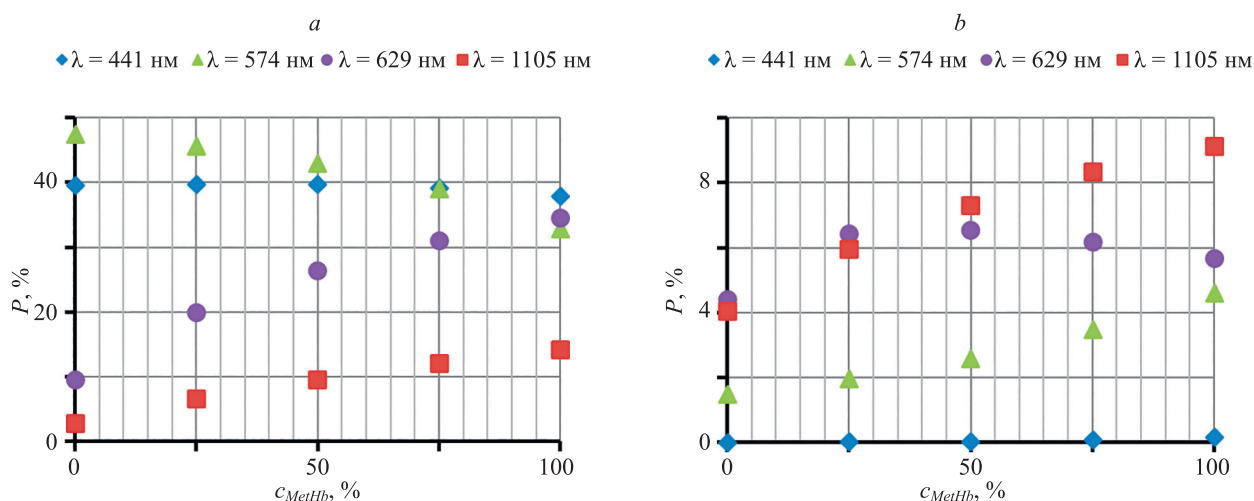 a
λ = 441 нм λ = 574 нм λ = 629 нм λ = 1105 нм
40
20
0
P, %
0 50 100
c_MetHb, %
b
λ = 441 нм λ = 574 нм λ = 629 нм λ = 1105 нм
8
4
0
P, %
0 50 100
c_MetHb, %